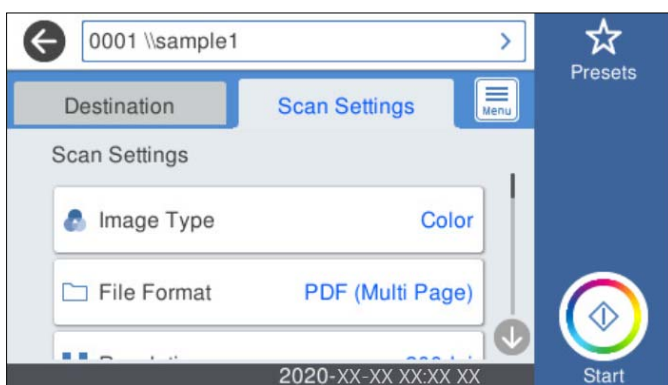 0001 \\sample1
Presets
Destination
Scan Settings
Menu
Scan Settings
Image Type
Color
File Format
PDF (Multi Page)
2020-XX-XX XX:XX XX
Start